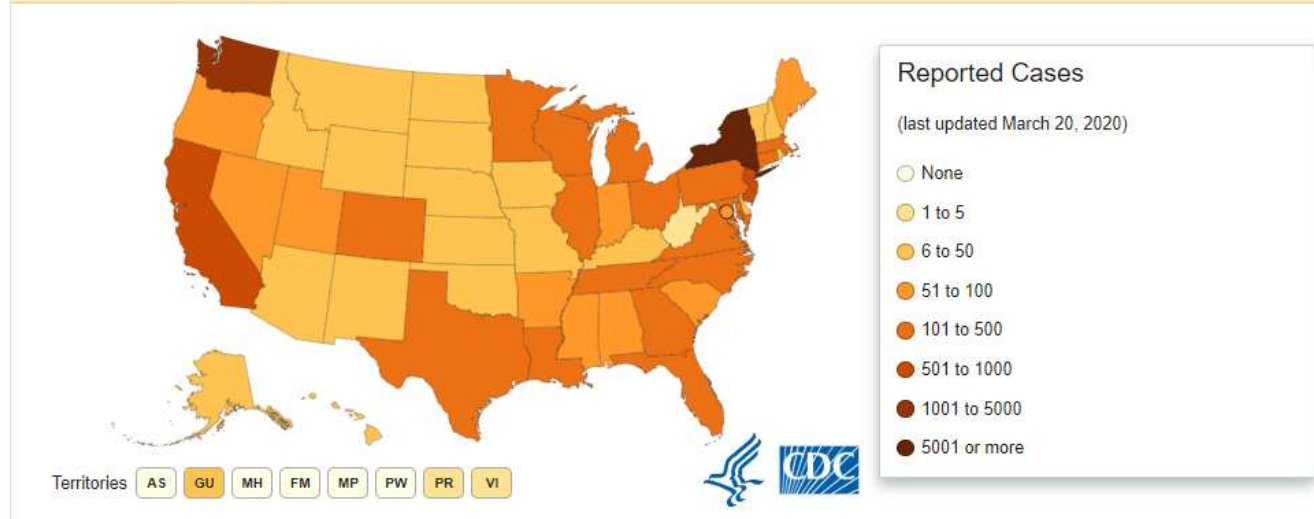 Reported Cases
(last updated March 20, 2020)
None
1 to 5
6 to 50
51 to 100
101 to 500
501 to 1000
1001 to 5000
5001 or more
Territories AS GU MH FM MP PW PR VI
CDC